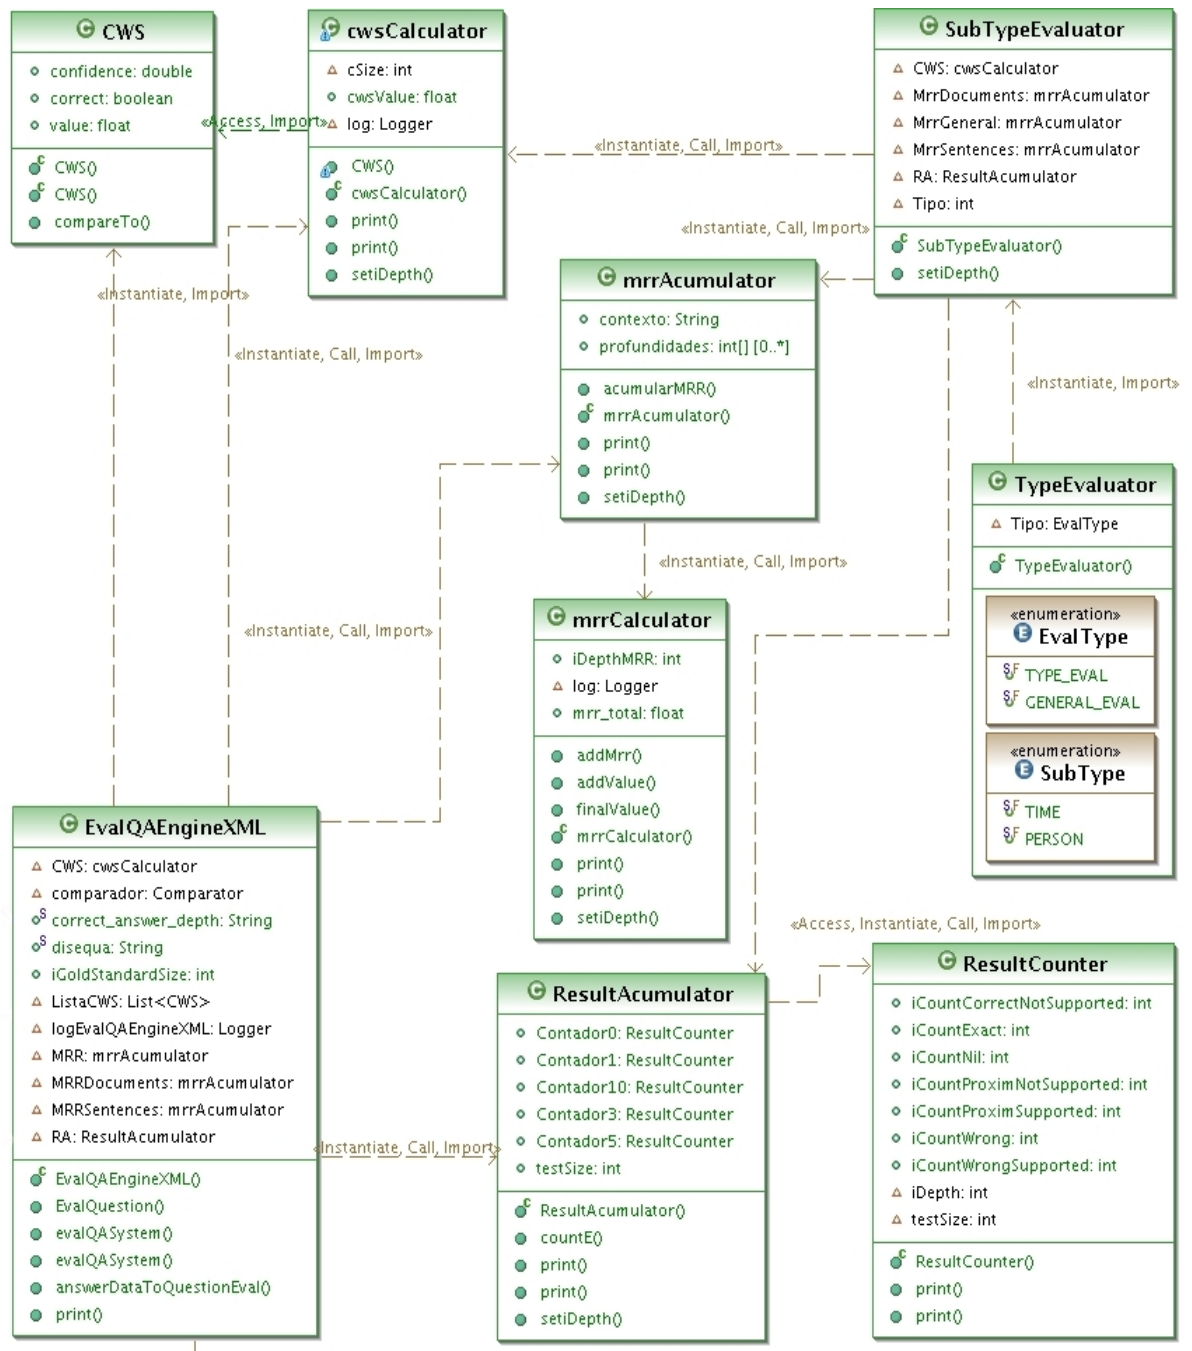 CWS
confidence: double
correct: boolean
value: float
CWS()
CWS()
compareTo()
cwsCalculator
cSize: int
cwsValue: float
log: Logger
CWS()
cwsCalculator()
print()
print()
setiDepth()
«Access, Import»
SubTypeEvaluator
CWS: cwsCalculator
MrrDocuments: mrrAcumulator
MrrGeneral: mrrAcumulator
MrrSentences: mrrAcumulator
RA: ResultAcumulator
Tipo: int
SubTypeEvaluator()
setiDepth()
«Instantiate, Call, Import»
«Instantiate, Call, Import»
«Instantiate, Import»
«Instantiate, Call, Import»
mrrAcumulator
contexto: String
profundidades: int[] [0..*]
acumularMRR()
mrrAcumulator()
print()
print()
setiDepth()
«Instantiate, Import»
TypeEvaluator
Tipo: EvalType
TypeEvaluator()
«enumeration»
EvalType
TYPE_EVAL
GENERAL_EVAL
«enumeration»
SubType
TIME
PERSON
«Instantiate, Call, Import»
«Instantiate, Call, Import»
mrrCalculator
iDepthMRR: int
log: Logger
mrr_total: float
addMrr()
addValue()
finalValue()
mrrCalculator()
print()
print()
setiDepth()
EvalQAEngineXML
CWS: cwsCalculator
comparador: Comparator
correct_answer_depth: String
disequa: String
iGoldStandardSize: int
ListaCWS: List<CWS>
logEvalQAEngineXML: Logger
MRR: mrrAcumulator
MRRDocuments: mrrAcumulator
MRRSentences: mrrAcumulator
RA: ResultAcumulator
EvalQAEngineXML()
EvalQuestion()
evalQASystem()
evalQASystem()
answerDataToQuestionEval()
print()
«Instantiate, Call, Import»
ResultAcumulator
Contador0: ResultCounter
Contador1: ResultCounter
Contador10: ResultCounter
Contador3: ResultCounter
Contador5: ResultCounter
testSize: int
ResultAcumulator()
countE()
print()
print()
setiDepth()
«Access, Instantiate, Call, Import»
ResultCounter
iCountCorrectNotSupported: int
iCountExact: int
iCountNil: int
iCountProximNotSupported: int
iCountProximSupported: int
iCountWrong: int
iCountWrongSupported: int
iDepth: int
testSize: int
ResultCounter()
print()
print()